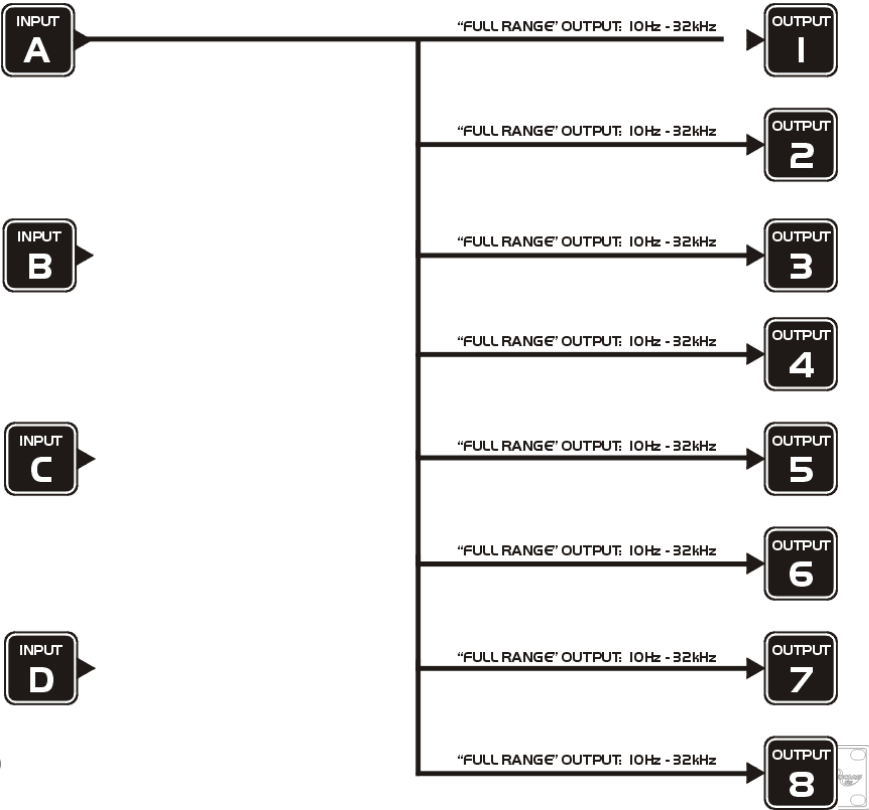 INPUT
A
"FULL RANGE" OUTPUT: 10Hz - 32kHz
OUTPUT
1
"FULL RANGE" OUTPUT: 10Hz - 32kHz
OUTPUT
2
INPUT
B
"FULL RANGE" OUTPUT: 10Hz - 32kHz
OUTPUT
3
"FULL RANGE" OUTPUT: 10Hz - 32kHz
OUTPUT
4
INPUT
C
"FULL RANGE" OUTPUT: 10Hz - 32kHz
OUTPUT
5
"FULL RANGE" OUTPUT: 10Hz - 32kHz
OUTPUT
6
INPUT
D
"FULL RANGE" OUTPUT: 10Hz - 32kHz
OUTPUT
7
"FULL RANGE" OUTPUT: 10Hz - 32kHz
OUTPUT
8